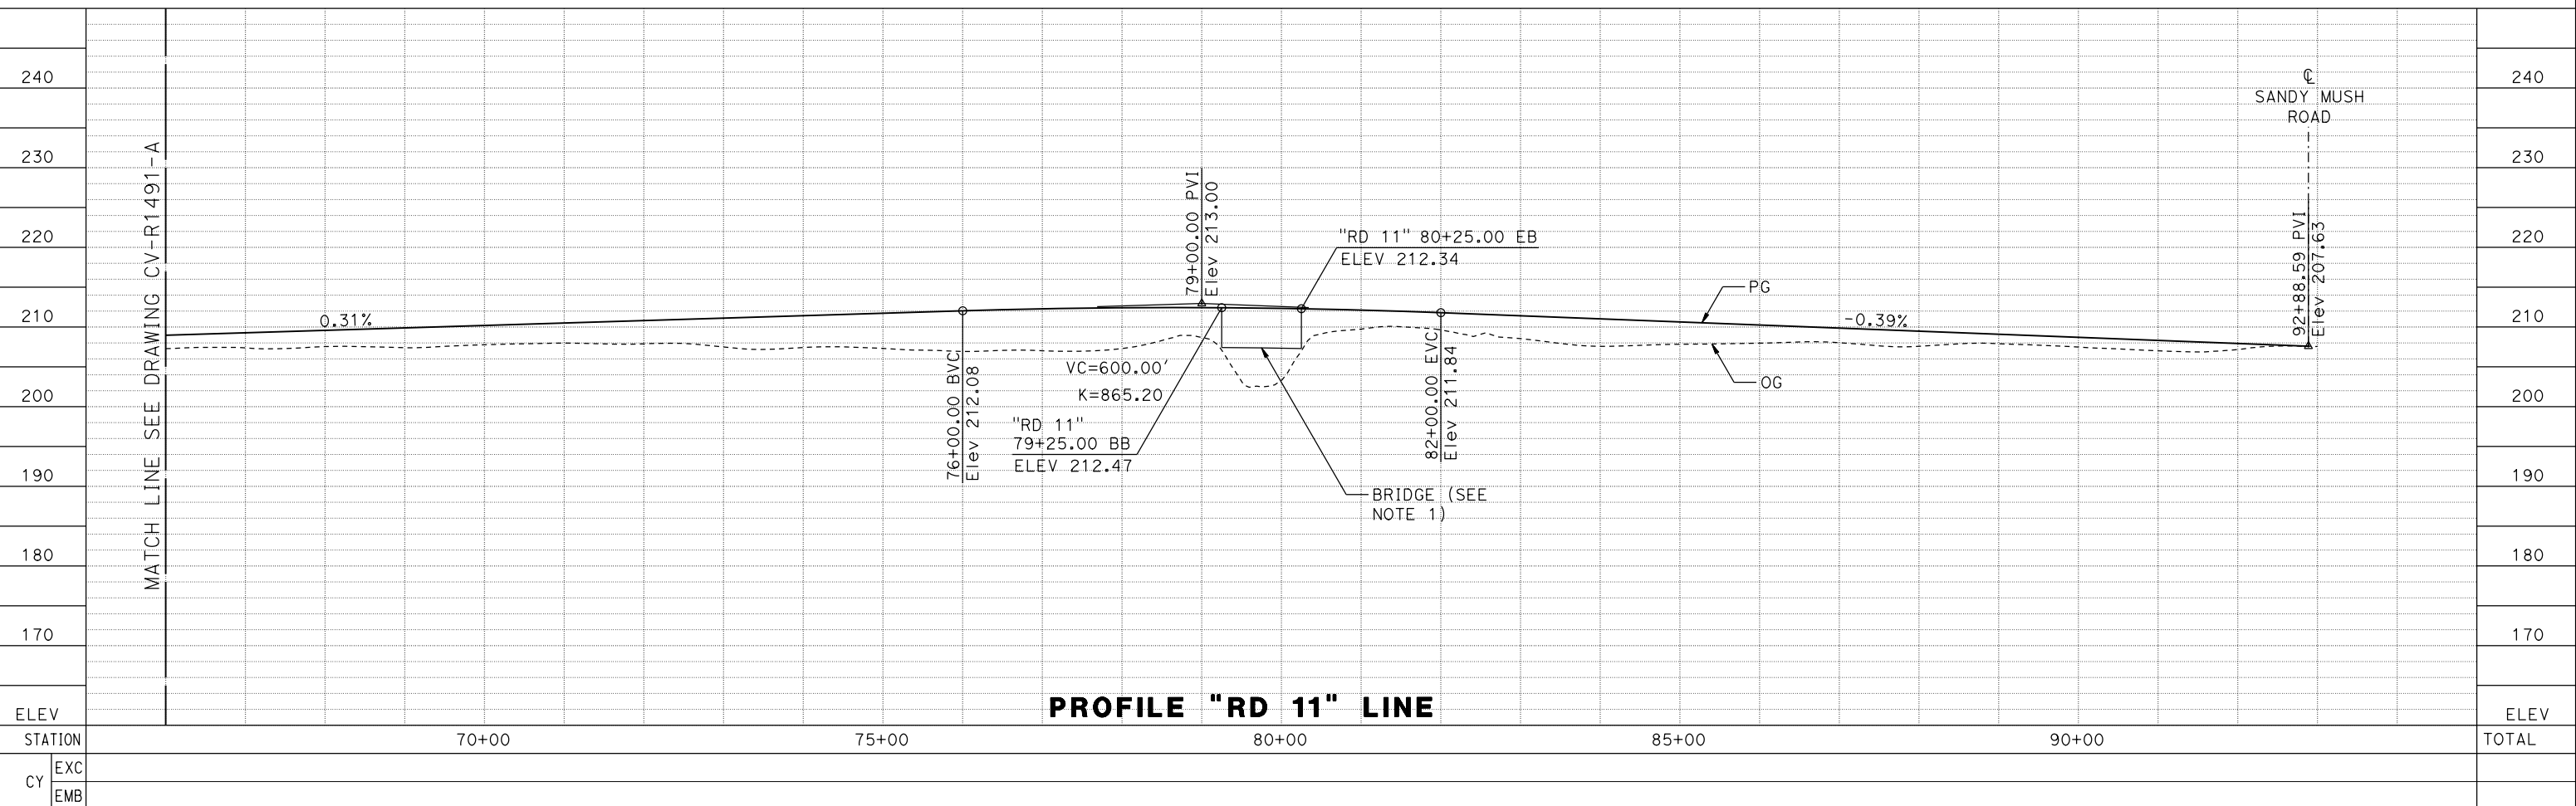 240
230
220
210
200
190
180
170
ELEV
STATION
CY
EXC
EMB
MATCH LINE SEE DRAWING CV-R1491-A
0.31%
76+00.00 BVC
Elev 212.08
VC=600.00'
K=865.20
"RD 11"
79+25.00 BB
ELEV 212.47
79+00.00 PVI
Elev 213.00
"RD 11" 80+25.00 EB
ELEV 212.34
BRIDGE (SEE
NOTE 1)
82+00.00 EVC
Elev 211.84
PG
OG
-0.39%
℄
SANDY MUSH
ROAD
92+88.59 PVI
Elev 207.63
PROFILE "RD 11" LINE
70+00
75+00
80+00
85+00
90+00
240
230
220
210
200
190
180
170
ELEV
TOTAL